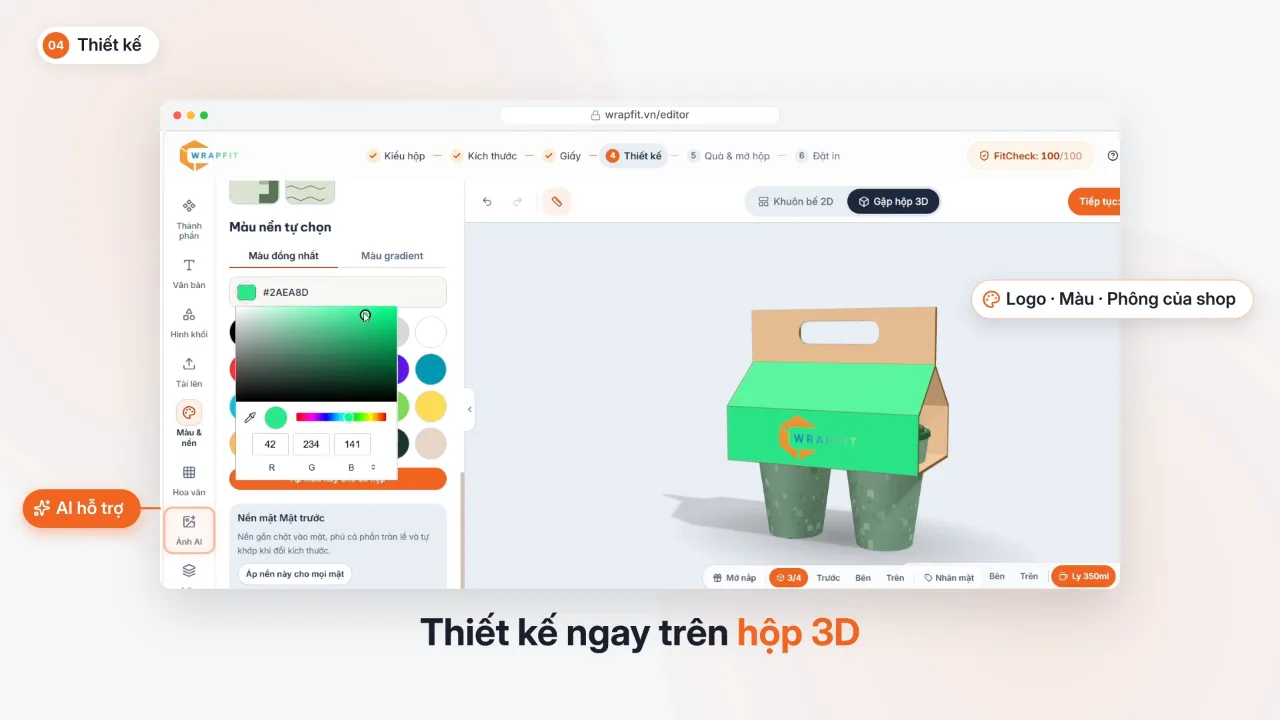 04 Thiết kế
wrapfit.vn/editor
WRAPFIT
Kiểu hộp
Kích thước
Giấy
4 Thiết kế
5 Quà & mở hộp
6 Đặt in
FitCheck: 100/100
Thành phần
Văn bản
Hình khối
Tải lên
Màu & nền
Hoa văn
Ảnh AI
Màu nền tự chọn
Màu đồng nhất
Màu gradient
#2AEA8D
42 234 141
R G B
Nền mặt Mặt trước
Nền gắn chặt vào mặt, phủ cả phần tràn lề và tự
khớp khi đổi kích thước.
Áp nền này cho mọi mặt
Khuôn bế 2D
Gập hộp 3D
Tiếp tục:
WRAPFIT
Mở nắp
3/4
Trước
Bên
Trên
Nhãn mặt
Bên
Trên
Ly 350ml
Logo · Màu · Phông của shop
AI hỗ trợ
Thiết kế ngay trên hộp 3D